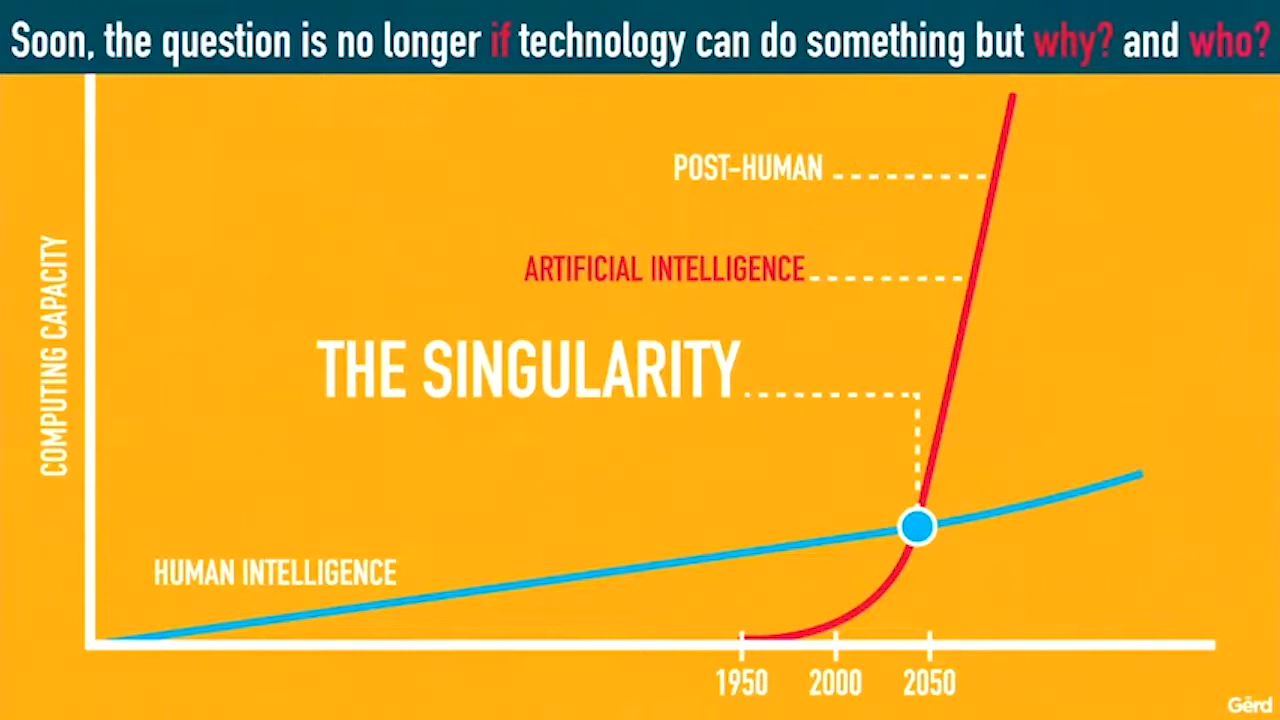 Soon, the question is no longer if technology can do something but why? and who?
POST-HUMAN
ARTIFICIAL INTELLIGENCE
THE SINGULARITY
COMPUTING CAPACITY
HUMAN INTELLIGENCE
1950 2000 2050
Gerd